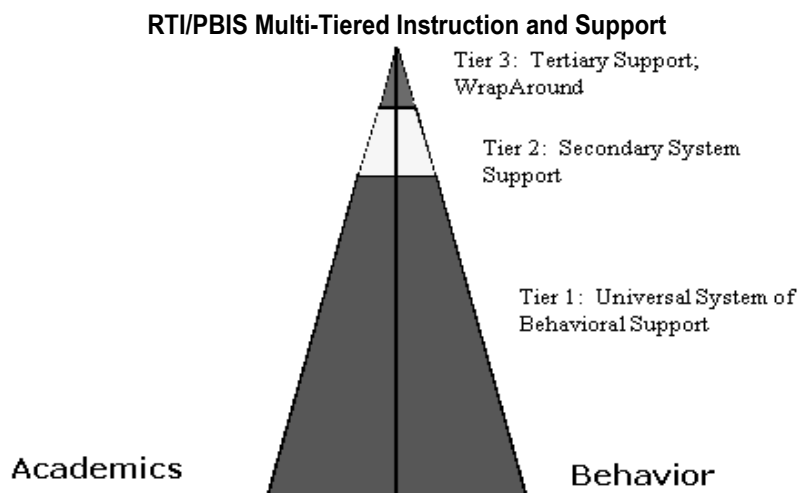 RTI/PBIS Multi-Tiered Instruction and Support
Tier 3: Tertiary Support;
WrapAround
Tier 2: Secondary System
Support
Tier 1: Universal System of
Behavioral Support
Academics
Behavior